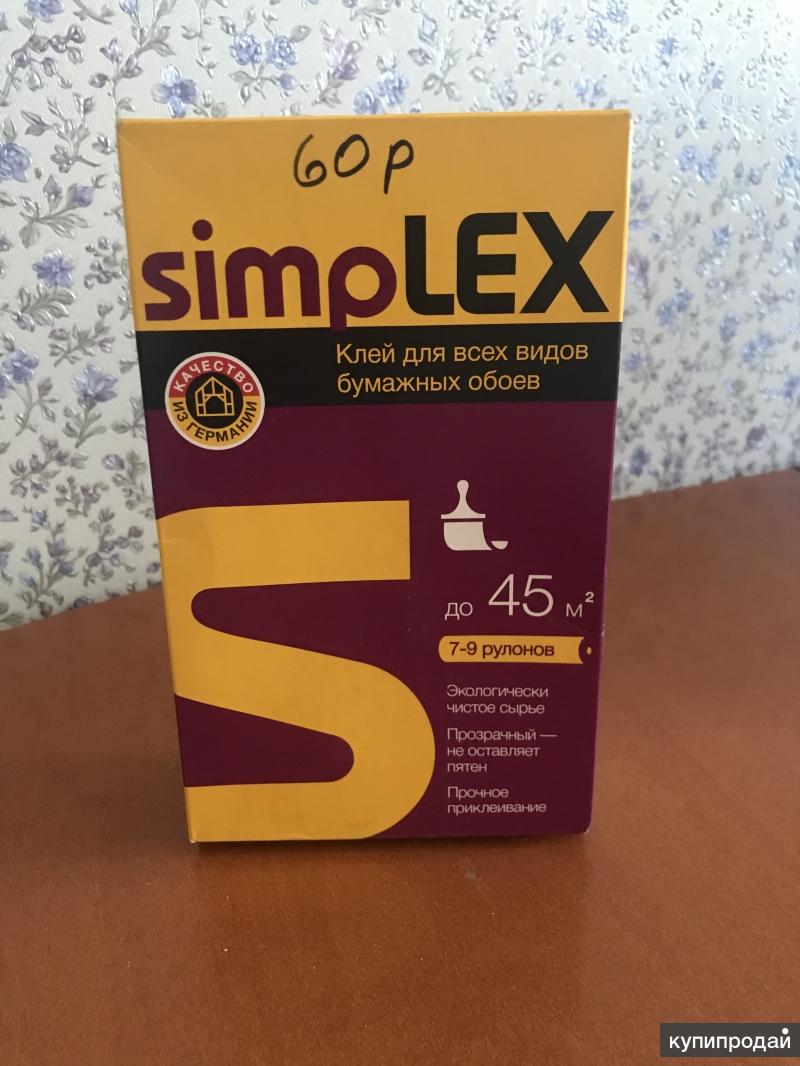 60р
simpLEX
Клей для всех видов
бумажных обоев
КАЧЕСТВО
ИЗ ГЕРМАНИИ
до 45 м²
7-9 рулонов
Экологически
чистое сырье
Прозрачный —
не оставляет
пятен
Прочное
приклеивание
купипродай